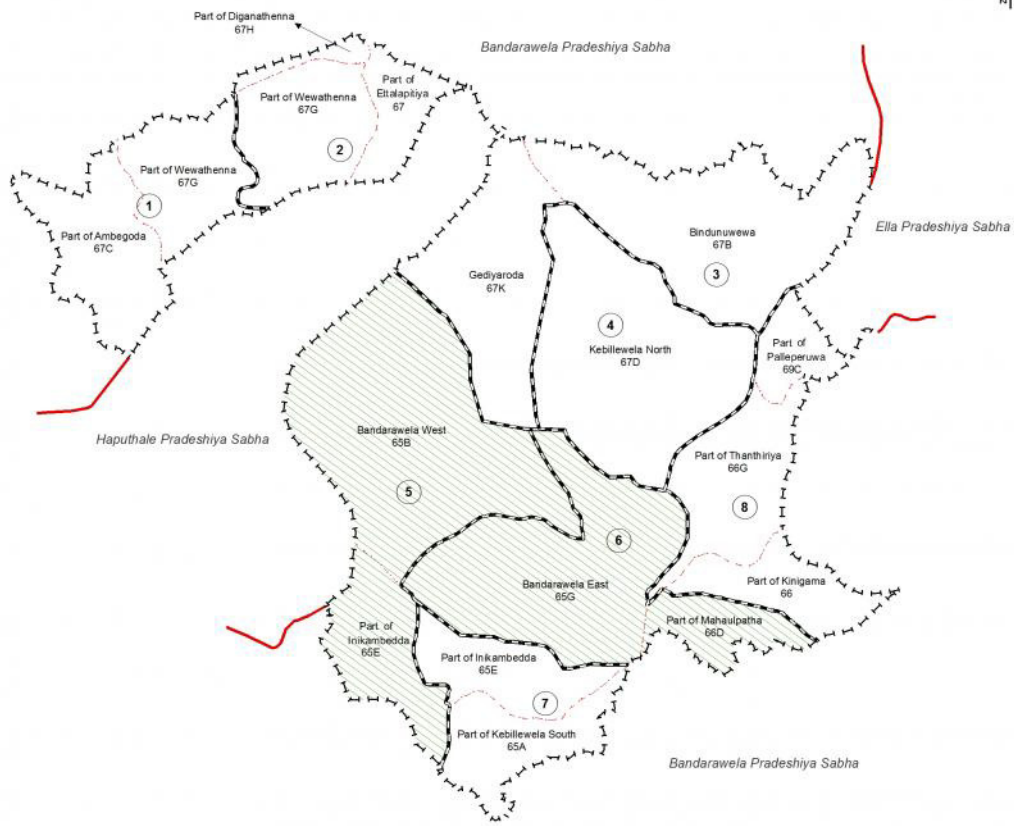 Part of Diganathenna
67H
Bandarawela Pradeshiya Sabha
Part of
Ettalapitiya
67
Part of Wewathenna
67G
2
Part of Wewathenna
67G
1
Part of Ambegoda
67C
Ella Pradeshiya Sabha
Bindunuwewa
67B
3
Gediyaroda
67K
4
Kebillewela North
67D
Part of
Palleperuwa
69C
Haputhale Pradeshiya Sabha
Bandarawela West
65B
5
Part of Thanthiriya
66G
8
6
Bandarawela East
65G
Part of Kinigama
66
Part of Mahaulpatha
66D
Part of
Inikambedda
65E
Part of Inikambedda
65E
7
Part of Kebillewela South
65A
Bandarawela Pradeshiya Sabha